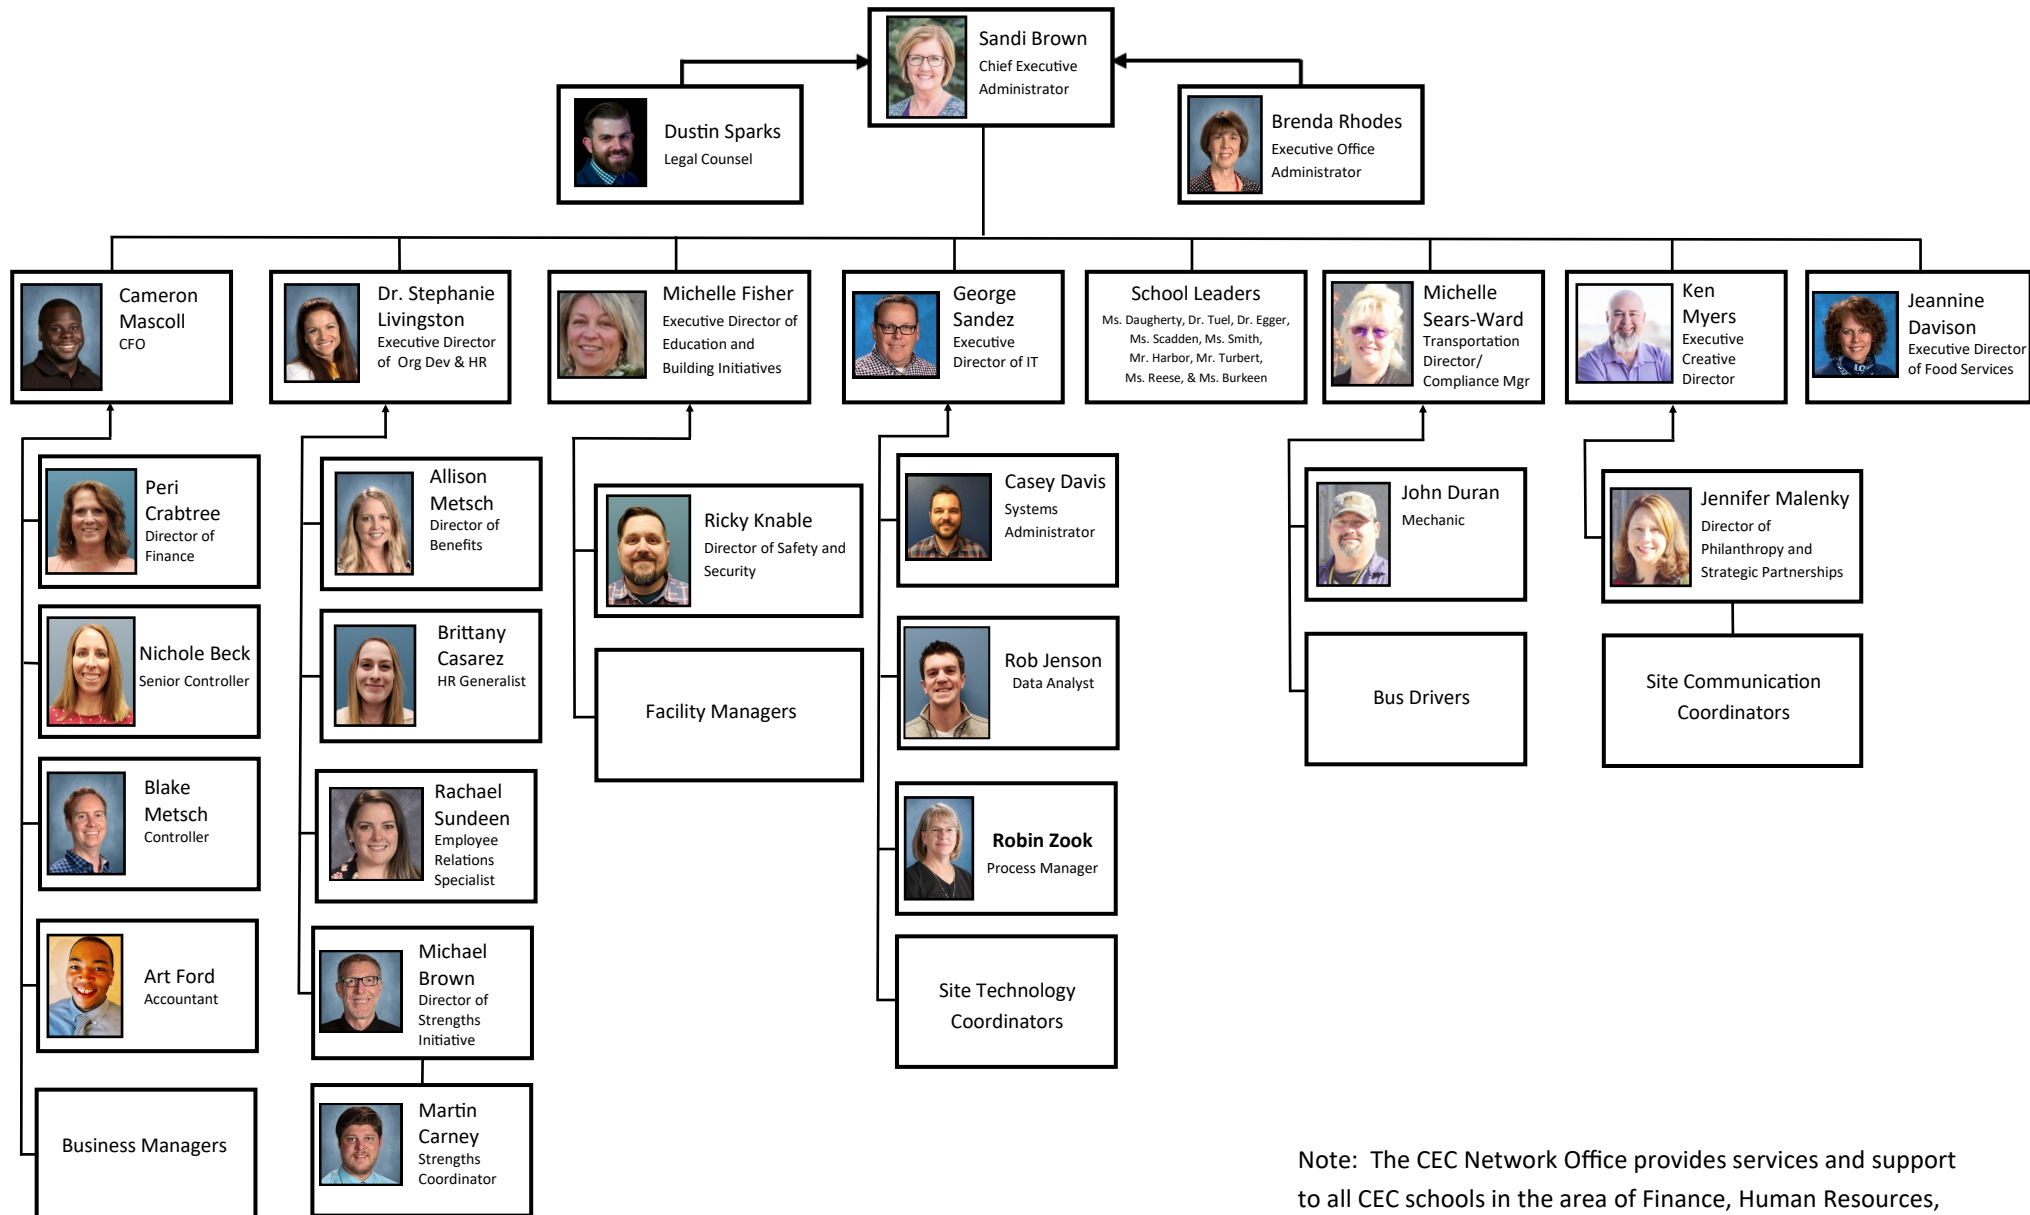 Sandi Brown
Chief Executive
Administrator
Dustin Sparks
Legal Counsel
Brenda Rhodes
Executive Office
Administrator
Cameron
Mascoll
CFO
Dr. Stephanie
Livingston
Executive Director
of Org Dev & HR
Michelle Fisher
Executive Director of
Education and
Building Initiatives
George
Sandez
Executive
Director of IT
School Leaders
Ms. Daugherty, Dr. Tuel, Dr. Egger,
Ms. Scadden, Ms. Smith,
Mr. Harbor, Mr. Turbert,
Ms. Reese, & Ms. Burkeen
Michelle
Sears-Ward
Transportation
Director/
Compliance Mgr
Ken
Myers
Executive
Creative
Director
Jeannine
Davison
Executive Director
of Food Services
Peri
Crabtree
Director of
Finance
Nichole Beck
Senior Controller
Blake
Metsch
Controller
Art Ford
Accountant
Business Managers
Allison
Metsch
Director of
Benefits
Brittany
Casarez
HR Generalist
Rachael
Sundeen
Employee
Relations
Specialist
Michael
Brown
Director of
Strengths
Initiative
Martin
Carney
Strengths
Coordinator
Ricky Knable
Director of Safety and
Security
Facility Managers
Casey Davis
Systems
Administrator
Rob Jenson
Data Analyst
Robin Zook
Process Manager
Site Technology
Coordinators
John Duran
Mechanic
Bus Drivers
Jennifer Malenky
Director of
Philanthropy and
Strategic Partnerships
Site Communication
Coordinators
Note: The CEC Network Office provides services and support
to all CEC schools in the area of Finance, Human Resources,